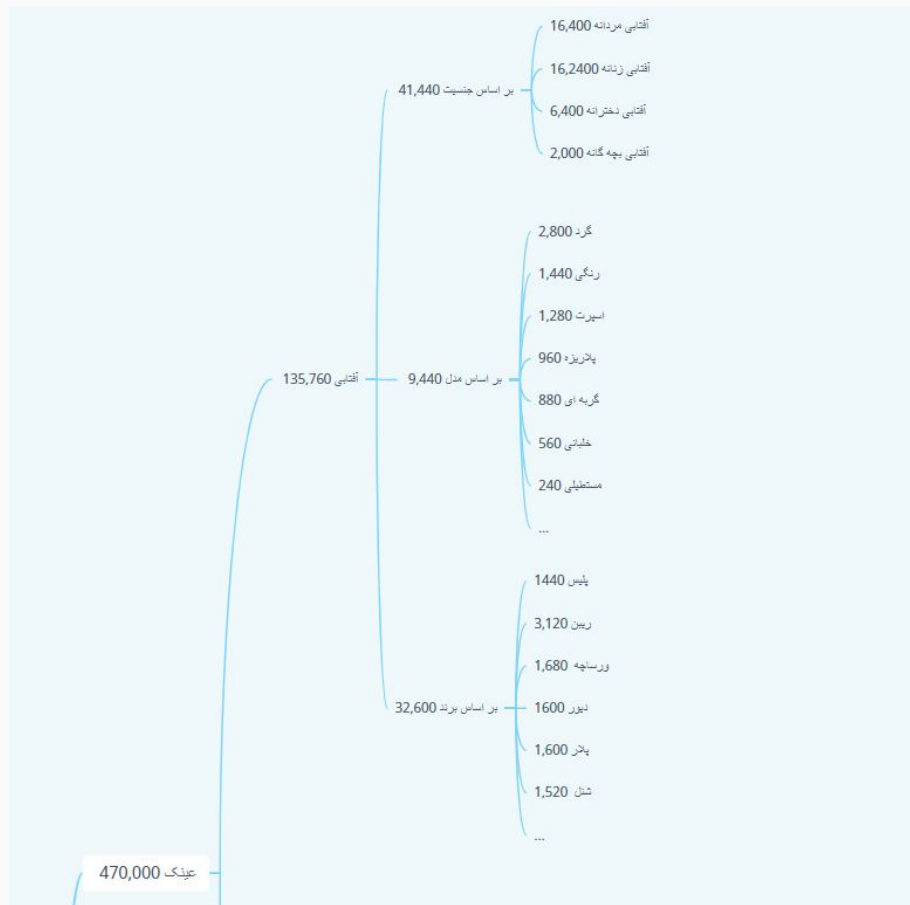 آفتابی مردانه 16,400
آفتابی زنانه 16,2400
بر اساس جنسیت 41,440
آفتابی دخترانه 6,400
آفتابی بچه گانه 2,000
گرد 2,800
رنگی 1,440
اسپرت 1,280
پلاریزه 960
آفتابی 135,760
بر اساس مدل 9,440
گربه ای 880
خلبانی 560
مستطیلی 240
...
پلیس 1440
ریبن 3,120
ورساچه 1,680
بر اساس برند 32,600
دیور 1600
پلار 1,600
شنل 1,520
...
عینک 470,000